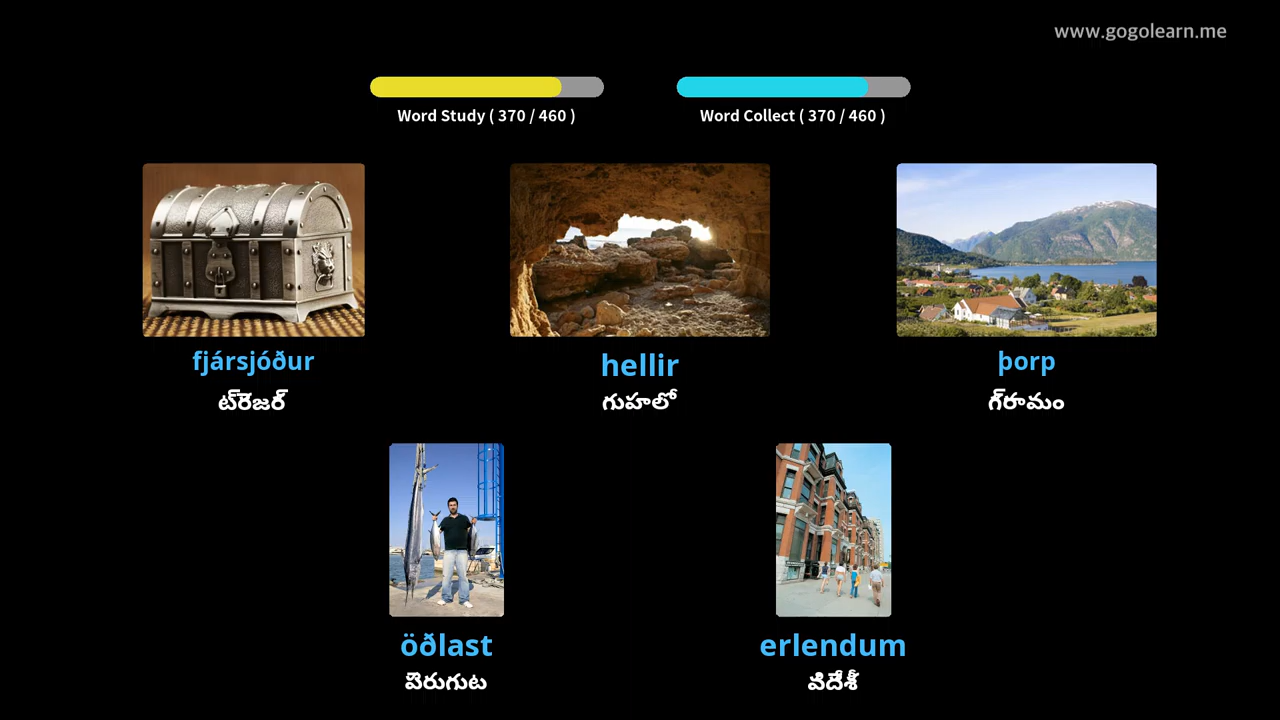 www.gogolearn.me
Word Study ( 370 / 460 )
Word Collect ( 370 / 460 )
fjársjóður
ట్రెజర్
hellir
గుహలో
þorp
గ్రామం
öðlast
పెరుగుట
erlendum
విదేశీ